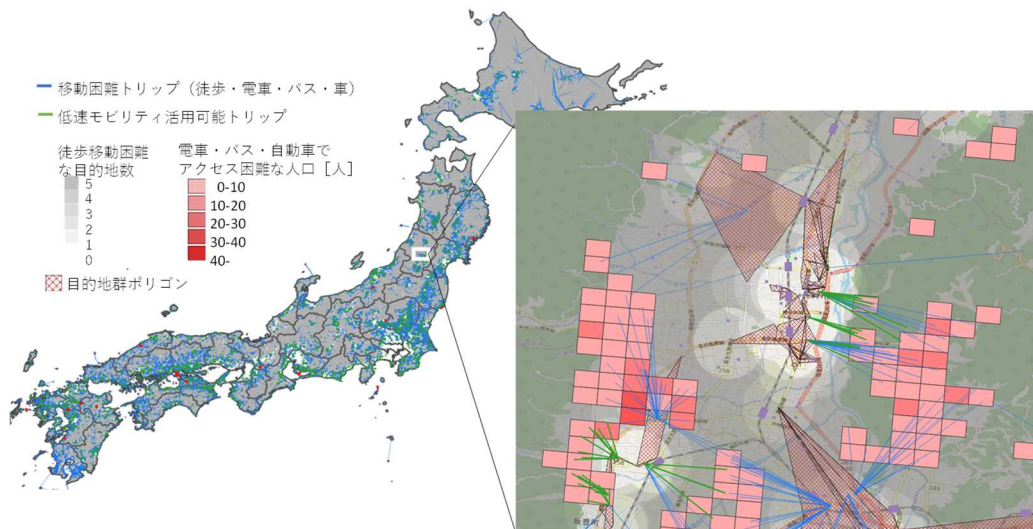 移動困難トリップ（徒歩・電車・バス・車）
低速モビリティ活用可能トリップ
徒歩移動困難
な目的地数
5
4
3
2
1
0
電車・バス・自動車で
アクセス困難な人口 [人]
0-10
10-20
20-30
30-40
40-
目的地群ポリゴン
飯豊町